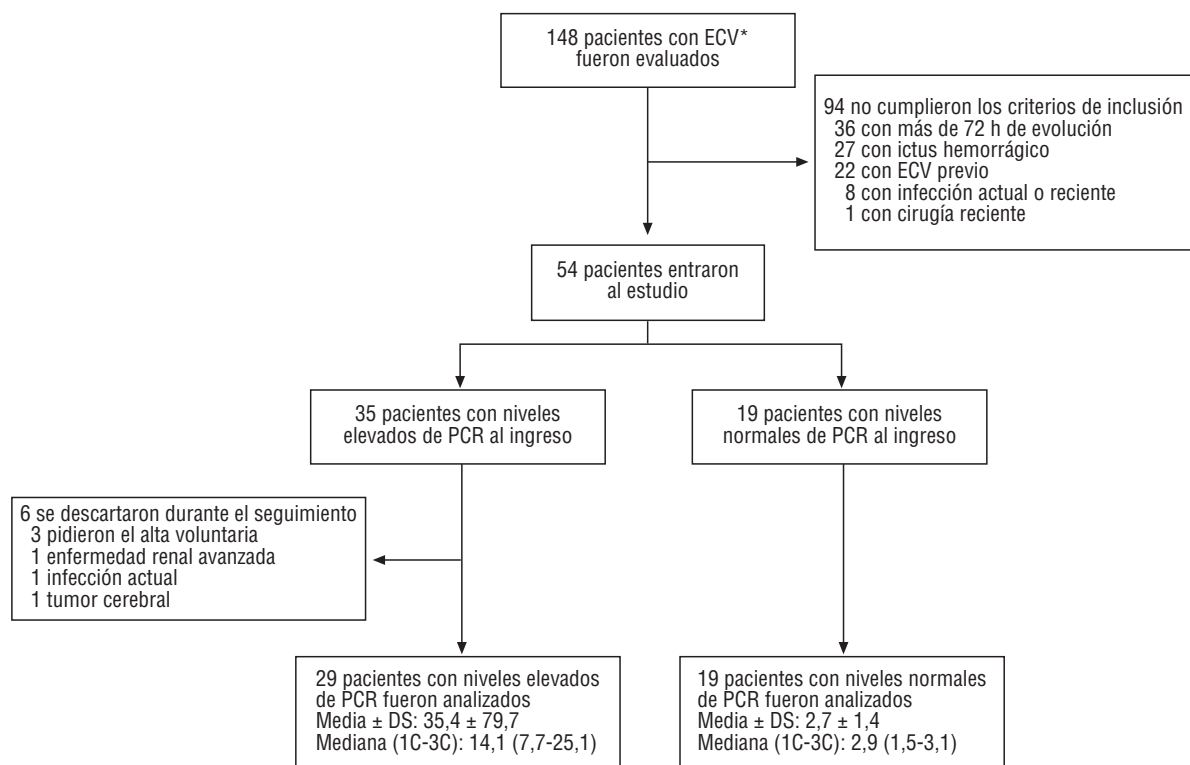 148 pacientes con ECV*
fueron evaluados
94 no cumplieron los criterios de inclusión
36 con más de 72 h de evolución
27 con ictus hemorrágico
22 con ECV previo
8 con infección actual o reciente
1 con cirugía reciente
54 pacientes entraron
al estudio
35 pacientes con niveles
elevados de PCR al ingreso
19 pacientes con niveles
normales de PCR al ingreso
6 se descartaron durante el seguimiento
3 pidieron el alta voluntaria
1 enfermedad renal avanzada
1 infección actual
1 tumor cerebral
29 pacientes con niveles elevados
de PCR fueron analizados
Media ± DS: 35,4 ± 79,7
Mediana (1C-3C): 14,1 (7,7-25,1)
19 pacientes con niveles normales
de PCR fueron analizados
Media ± DS: 2,7 ± 1,4
Mediana (1C-3C): 2,9 (1,5-3,1)